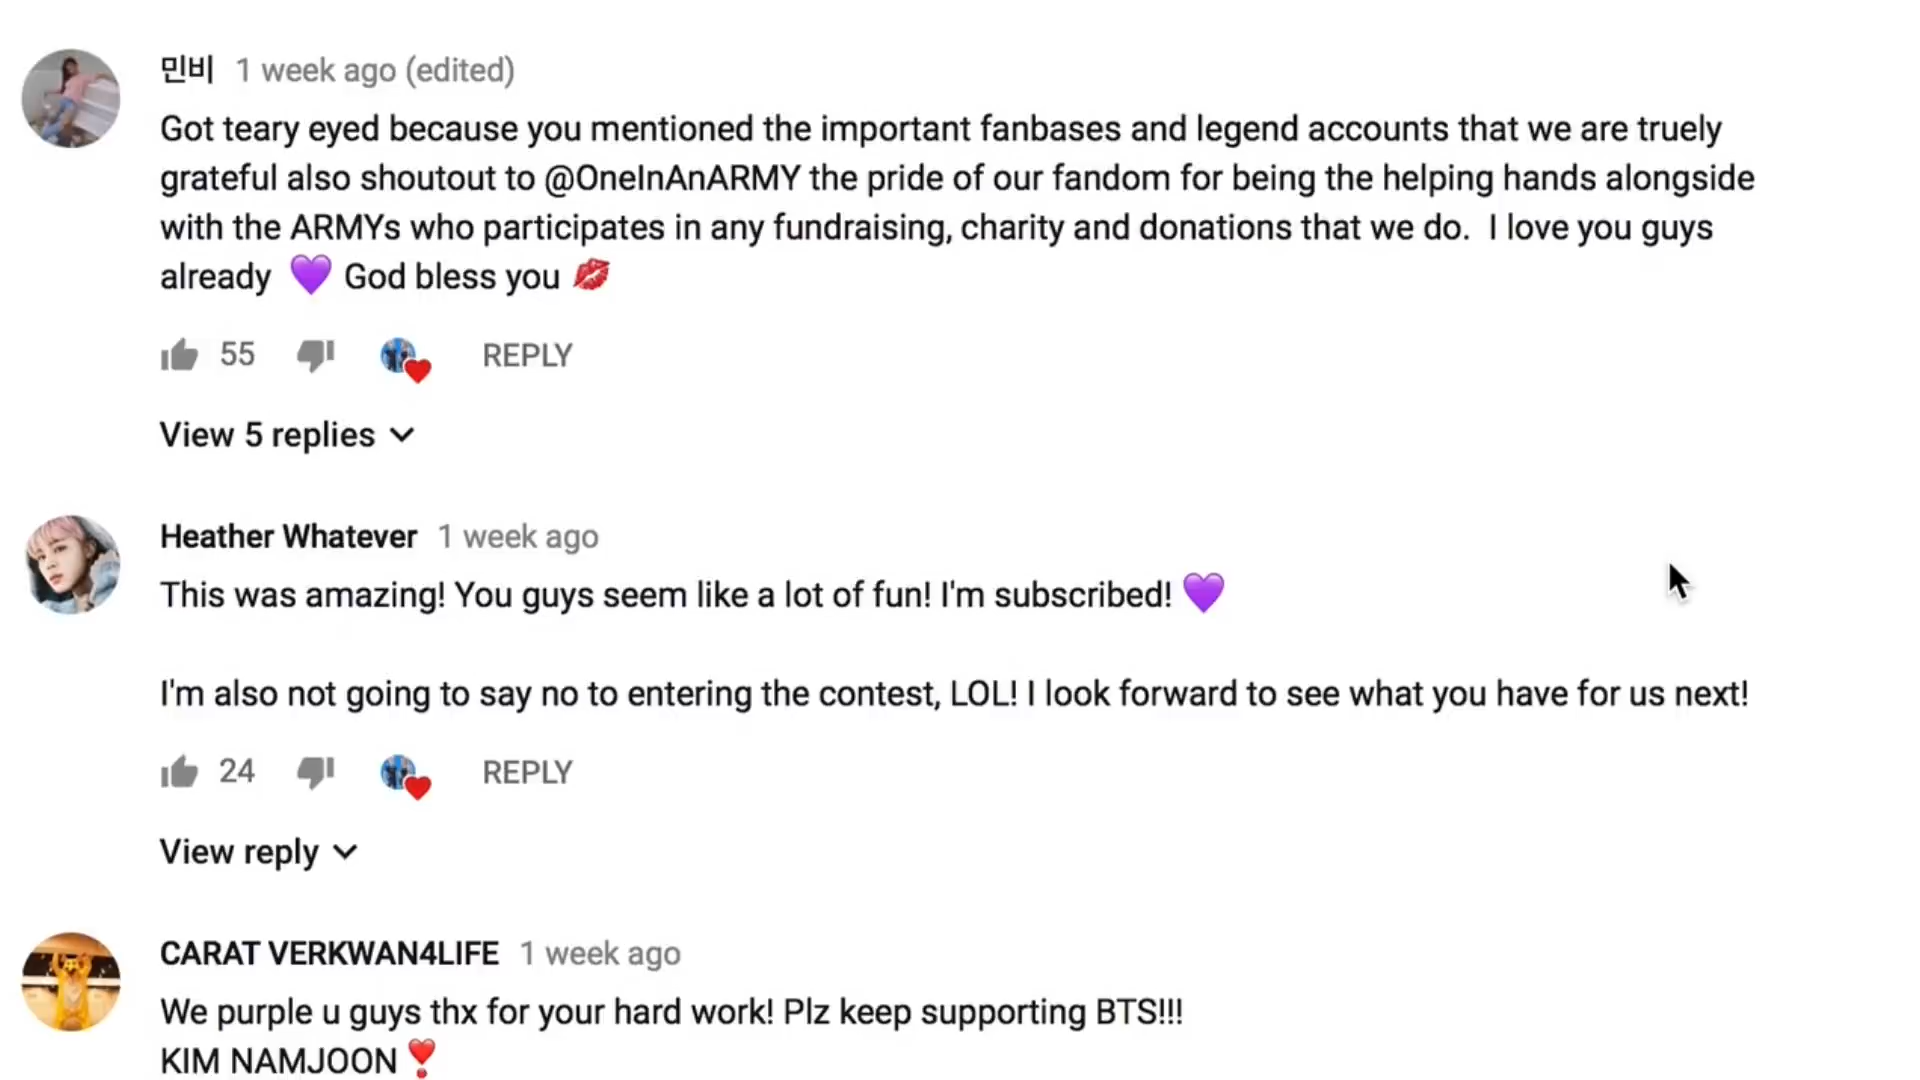 민비 1 week ago (edited)
Got teary eyed because you mentioned the important fanbases and legend accounts that we are truely
grateful also shoutout to @OneInAnARMY the pride of our fandom for being the helping hands alongside
with the ARMYs who participates in any fundraising, charity and donations that we do.  I love you guys
already 💜 God bless you 💋
55 REPLY
View 5 replies
Heather Whatever 1 week ago
This was amazing! You guys seem like a lot of fun! I'm subscribed! 💜
I'm also not going to say no to entering the contest, LOL! I look forward to see what you have for us next!
24 REPLY
View reply
CARAT VERKWAN4LIFE 1 week ago
We purple u guys thx for your hard work! Plz keep supporting BTS!!!
KIM NAMJOON ❣️